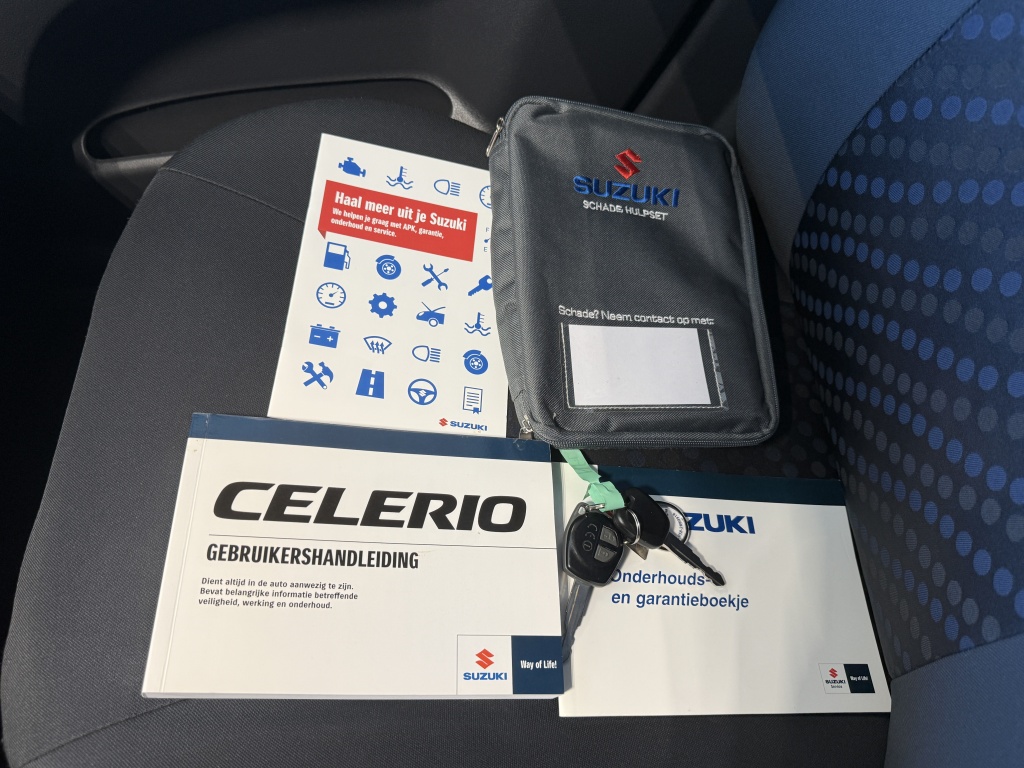 Haal meer uit je Suzuki
We helpen je graag met APK, garantie,
onderhoud en service.
SUZUKI
SUZUKI
SCHADE HULPSET
Schade? Neem contact op met:
CELERIO
GEBRUIKERSHANDLEIDING
Dient altijd in de auto aanwezig te zijn.
Bevat belangrijke informatie betreffende
veiligheid, werking en onderhoud.
SUZUKI
Way of Life!
ZUKI
Onderhouds-
en garantieboekje
SUZUKI
Service
Way of Life!